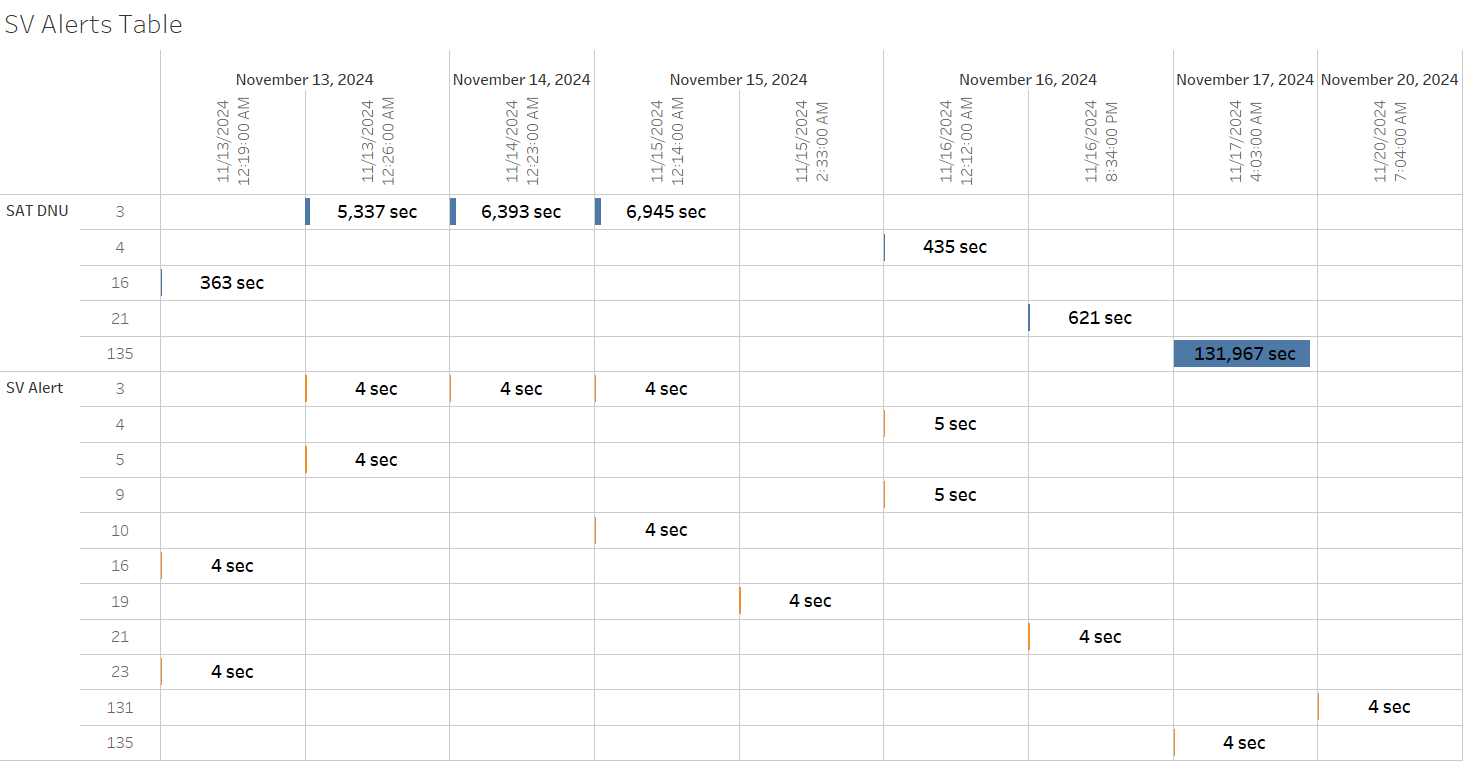 SV Alerts Table
November 13, 2024 November 14, 2024 November 15, 2024 November 16, 2024 November 17, 2024 November 20, 2024
11/13/2024 12:19:00 AM
11/13/2024 12:26:00 AM
11/14/2024 12:23:00 AM
11/15/2024 12:14:00 AM
11/15/2024 2:33:00 AM
11/16/2024 12:12:00 AM
11/16/2024 8:34:00 PM
11/17/2024 4:03:00 AM
11/20/2024 7:04:00 AM
SAT DNU 3 5,337 sec 6,393 sec 6,945 sec
4 435 sec
16 363 sec
21 621 sec
135 131,967 sec
SV Alert 3 4 sec 4 sec 4 sec
4 5 sec
5 4 sec
9 5 sec
10 4 sec
16 4 sec
19 4 sec
21 4 sec
23 4 sec
131 4 sec
135 4 sec